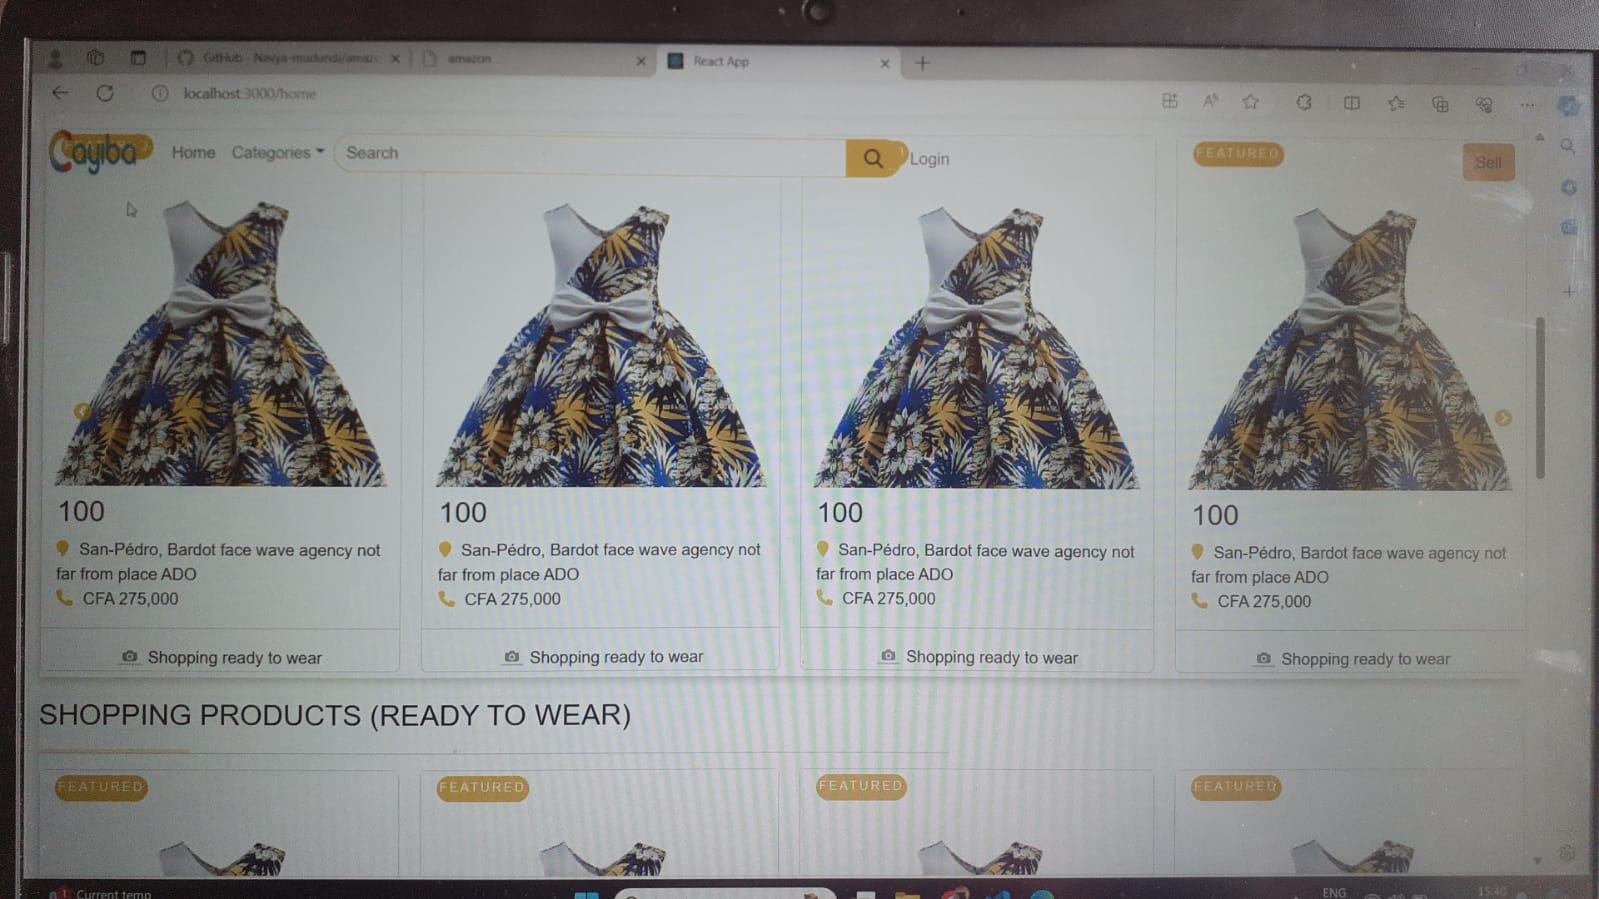 GitHub - Navya-mudundi/amaz
amazon
React App
localhost:3000/home
Cayiba
Home
Categories
Search
Login
FEATURED
Sell
100
San-Pédro, Bardot face wave agency not
far from place ADO
CFA 275,000
Shopping ready to wear
100
San-Pédro, Bardot face wave agency not
far from place ADO
CFA 275,000
Shopping ready to wear
100
San-Pédro, Bardot face wave agency not
far from place ADO
CFA 275,000
Shopping ready to wear
100
San-Pédro, Bardot face wave agency not
far from place ADO
CFA 275,000
Shopping ready to wear
SHOPPING PRODUCTS (READY TO WEAR)
FEATURED
FEATURED
FEATURED
FEATURED
1
Current temp
ENG
15:40